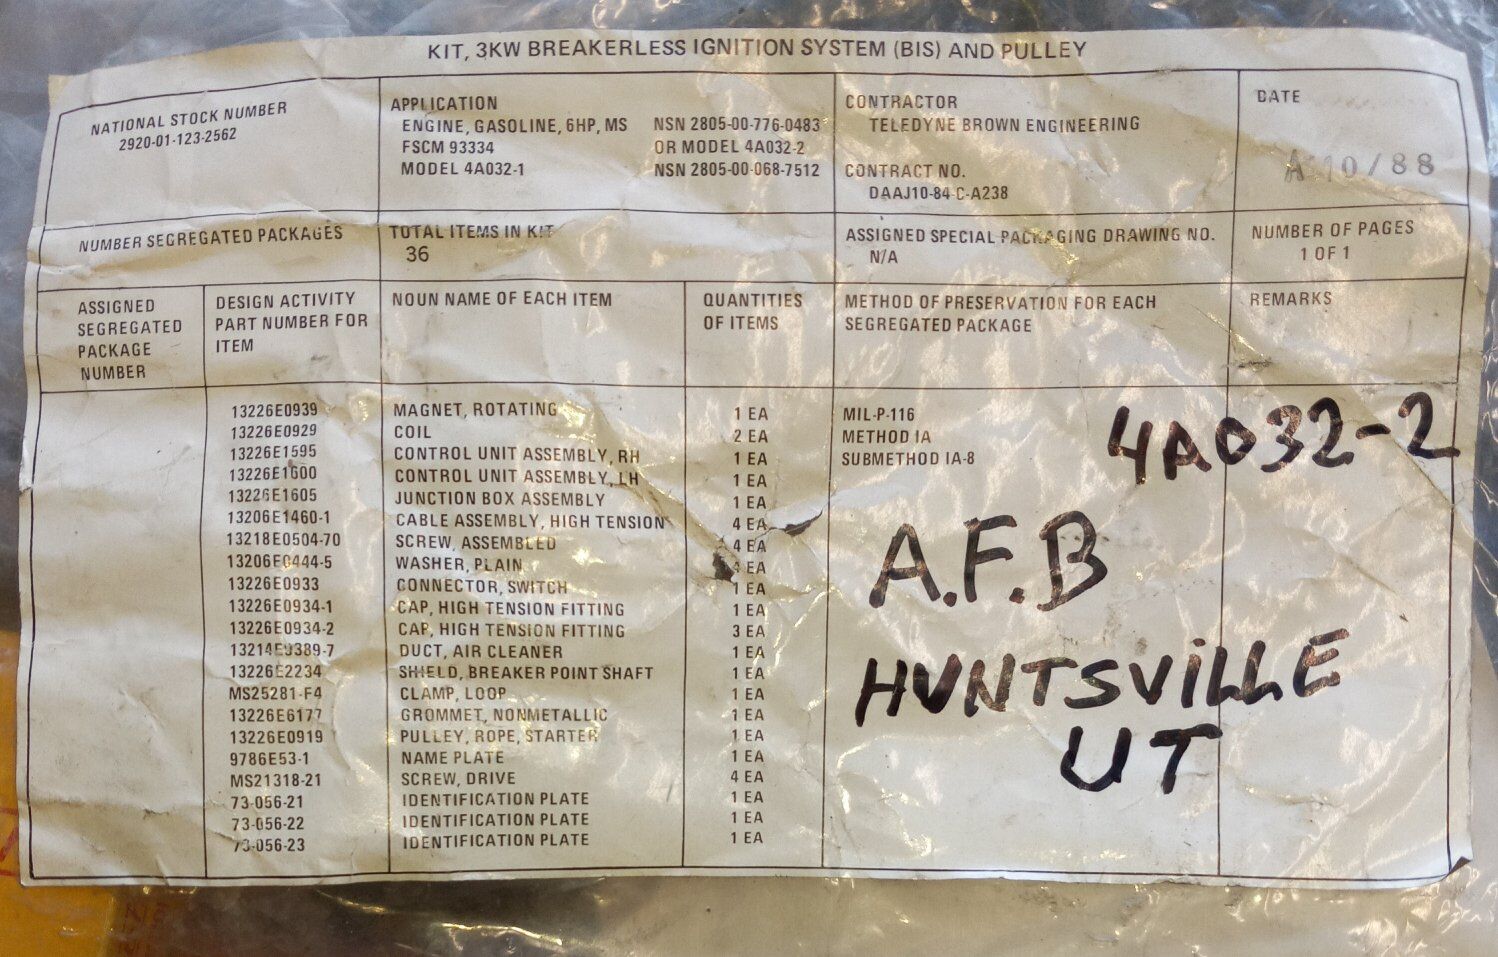 KIT, 3KW BREAKERLESS IGNITION SYSTEM (BIS) AND PULLEY
NATIONAL STOCK NUMBER
2920-01-123-2562
APPLICATION
ENGINE, GASOLINE, 6HP, MS NSN 2805-00-776-0483
FSCM 93334 OR MODEL 4A032-2
MODEL 4A032-1 NSN 2805-00-068-7512
CONTRACTOR
TELEDYNE BROWN ENGINEERING
CONTRACT NO.
DAAJ10-84-C-A238
DATE
10/88
NUMBER SEGREGATED PACKAGES
TOTAL ITEMS IN KIT
36
ASSIGNED SPECIAL PACKAGING DRAWING NO.
N/A
NUMBER OF PAGES
1 OF 1
ASSIGNED SEGREGATED PACKAGE NUMBER
DESIGN ACTIVITY PART NUMBER FOR ITEM
NOUN NAME OF EACH ITEM
QUANTITIES OF ITEMS
METHOD OF PRESERVATION FOR EACH SEGREGATED PACKAGE
REMARKS
13226E0939 MAGNET, ROTATING 1 EA MIL-P-116
13226E0929 COIL 2 EA METHOD IA
13226E1595 CONTROL UNIT ASSEMBLY, RH 1 EA SUBMETHOD IA-8
13226E1600 CONTROL UNIT ASSEMBLY, LH 1 EA
13226E1605 JUNCTION BOX ASSEMBLY 1 EA
13206E1460-1 CABLE ASSEMBLY, HIGH TENSION 4 EA
13218E0504-70 SCREW, ASSEMBLED 4 EA
13206E0444-5 WASHER, PLAIN EA
13226E0933 CONNECTOR, SWITCH 1 EA
13226E0934-1 CAP, HIGH TENSION FITTING 1 EA
13226E0934-2 CAP, HIGH TENSION FITTING 3 EA
13214E0389-7 DUCT, AIR CLEANER 1 EA
13226E2234 SHIELD, BREAKER POINT SHAFT 1 EA
MS25281-F4 CLAMP, LOOP 1 EA
13226E6177 GROMMET, NONMETALLIC 1 EA
13226E0919 PULLEY, ROPE, STARTER 1 EA
9786E53-1 NAME PLATE 1 EA
MS21318-21 SCREW, DRIVE 4 EA
73-056-21 IDENTIFICATION PLATE 1 EA
73-056-22 IDENTIFICATION PLATE 1 EA
73-056-23 IDENTIFICATION PLATE 1 EA
4A032-2
A.F.B
HUNTSVILLE
UT